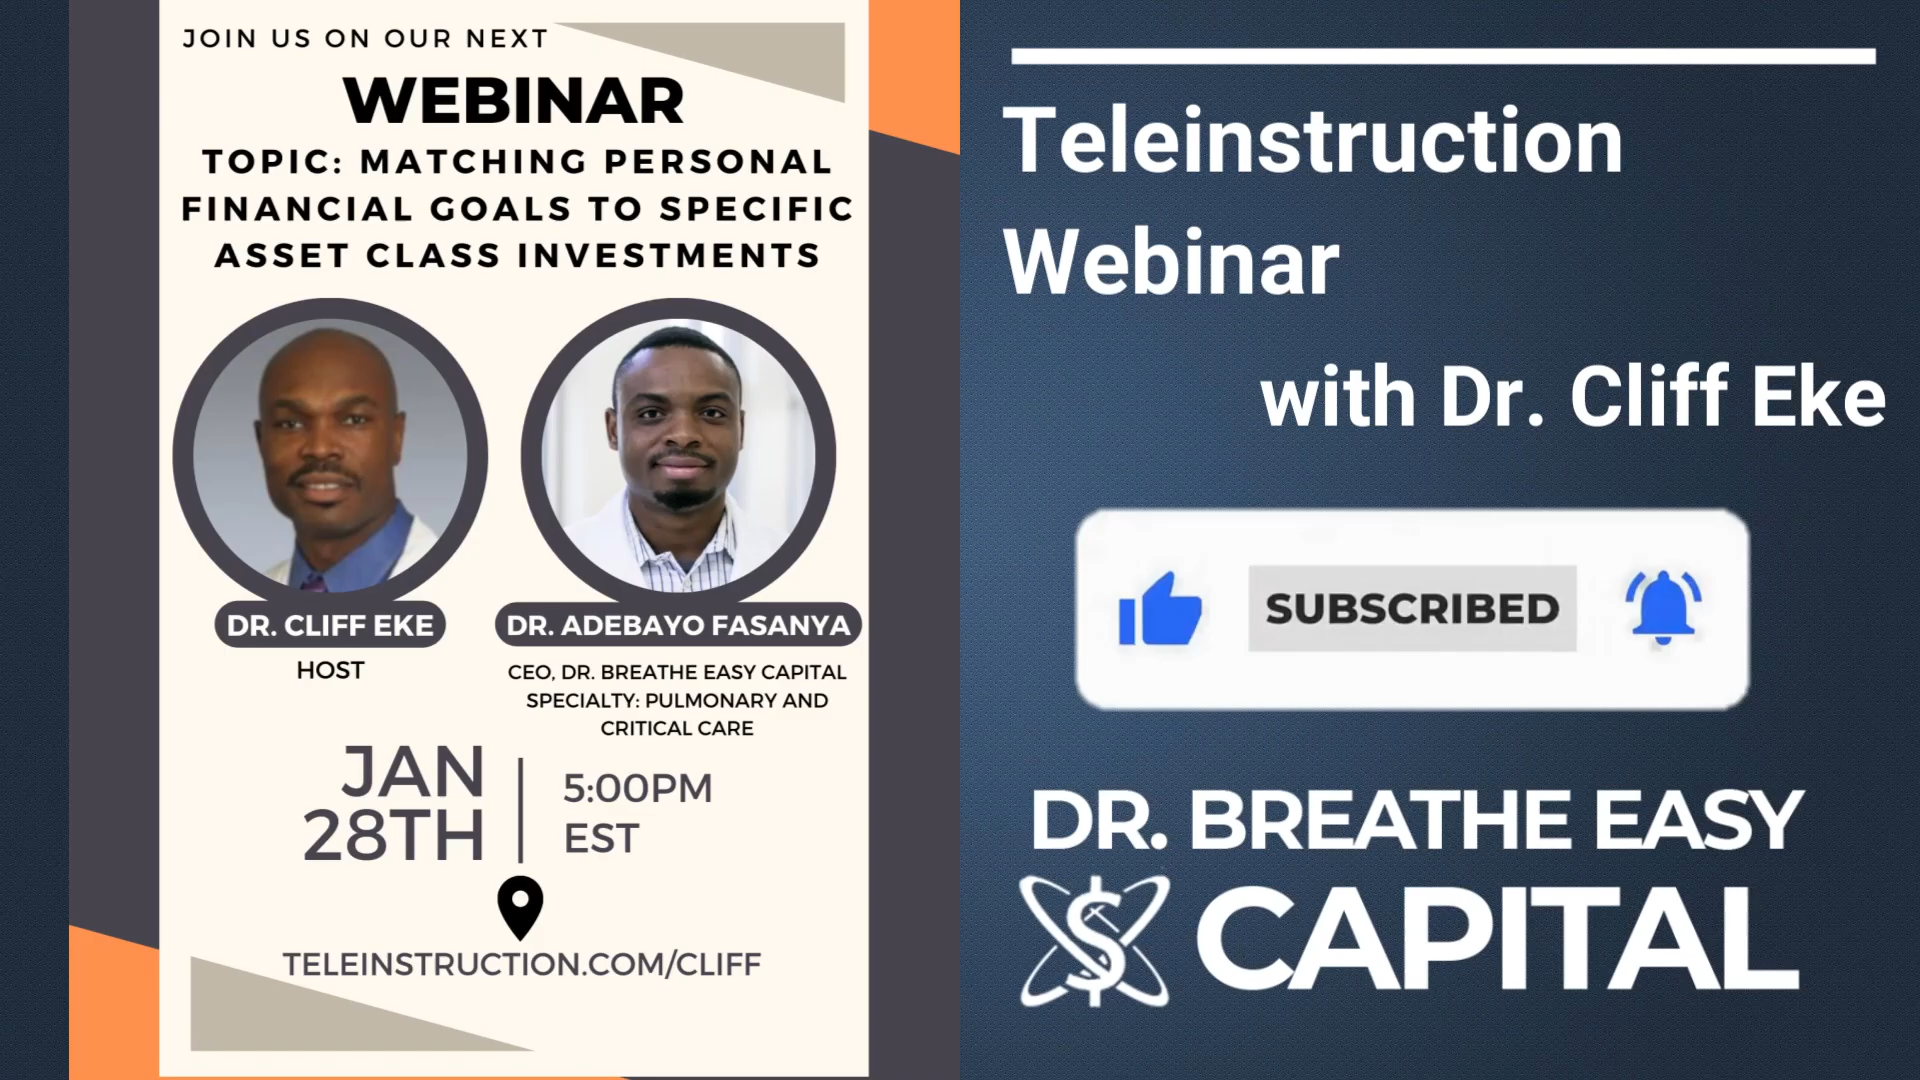 JOIN US ON OUR NEXT
WEBINAR
TOPIC: MATCHING PERSONAL
FINANCIAL GOALS TO SPECIFIC
ASSET CLASS INVESTMENTS
DR. CLIFF EKE
HOST
DR. ADEBAYO FASANYA
CEO, DR. BREATHE EASY CAPITAL
SPECIALTY: PULMONARY AND
CRITICAL CARE
JAN
28TH
5:00PM
EST
TELEINSTRUCTION.COM/CLIFF
Teleinstruction
Webinar
with Dr. Cliff Eke
SUBSCRIBED
DR. BREATHE EASY
CAPITAL